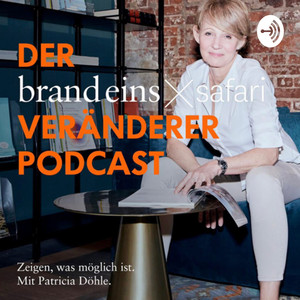 DER
brand eins × safari
VERÄNDERER
PODCAST
Zeigen, was möglich ist.
Mit Patricia Döhle.